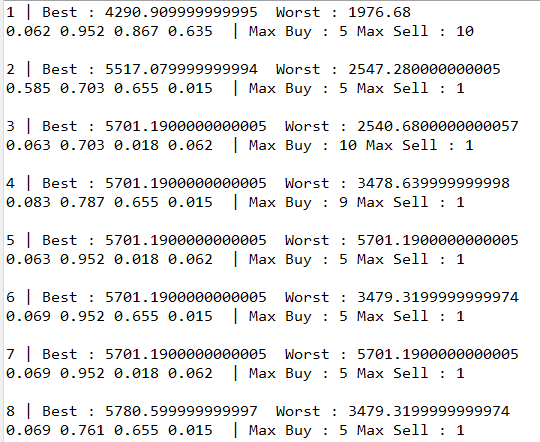 1 | Best : 4290.909999999995 Worst : 1976.68
0.062 0.952 0.867 0.635 | Max Buy : 5 Max Sell : 10
2 | Best : 5517.079999999994 Worst : 2547.280000000005
0.585 0.703 0.655 0.015 | Max Buy : 5 Max Sell : 1
3 | Best : 5701.1900000000005 Worst : 2540.6800000000057
0.063 0.703 0.018 0.062 | Max Buy : 10 Max Sell : 1
4 | Best : 5701.1900000000005 Worst : 3478.639999999998
0.083 0.787 0.655 0.015 | Max Buy : 9 Max Sell : 1
5 | Best : 5701.1900000000005 Worst : 5701.1900000000005
0.063 0.952 0.018 0.062 | Max Buy : 5 Max Sell : 1
6 | Best : 5701.1900000000005 Worst : 3479.3199999999974
0.069 0.952 0.655 0.015 | Max Buy : 5 Max Sell : 1
7 | Best : 5701.1900000000005 Worst : 5701.1900000000005
0.069 0.952 0.018 0.062 | Max Buy : 5 Max Sell : 1
8 | Best : 5780.599999999997 Worst : 3479.3199999999974
0.069 0.761 0.655 0.015 | Max Buy : 5 Max Sell : 1